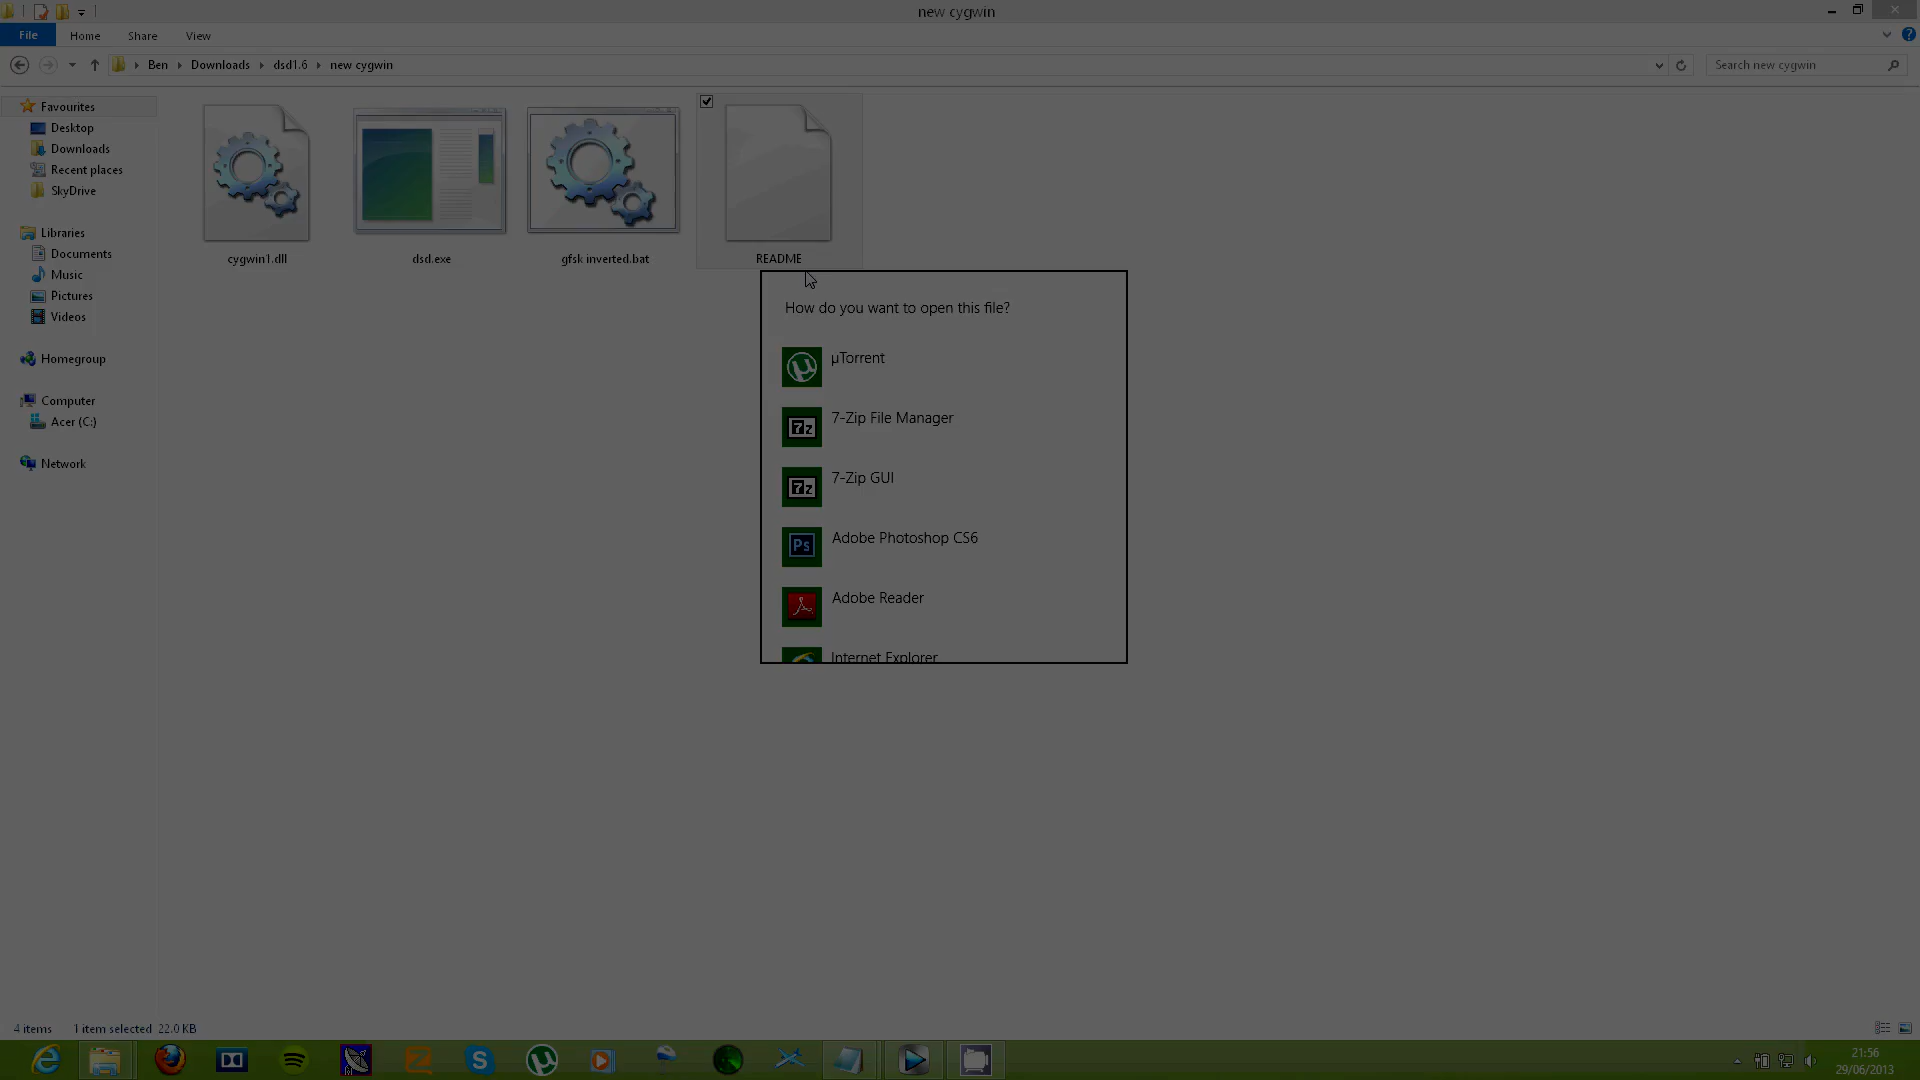 new cygwin
File Home Share View
Ben Downloads dsd1.6 new cygwin
Search new cygwin
Favourites
Desktop
Downloads
Recent places
SkyDrive
Libraries
Documents
Music
Pictures
Videos
Homegroup
Computer
Acer (C:)
Network
cygwin1.dll dsd.exe gfsk inverted.bat README
How do you want to open this file?
µTorrent
7-Zip File Manager
7-Zip GUI
Adobe Photoshop CS6
Adobe Reader
Internet Explorer
4 items 1 item selected 22.0 KB
21:56
29/06/2013